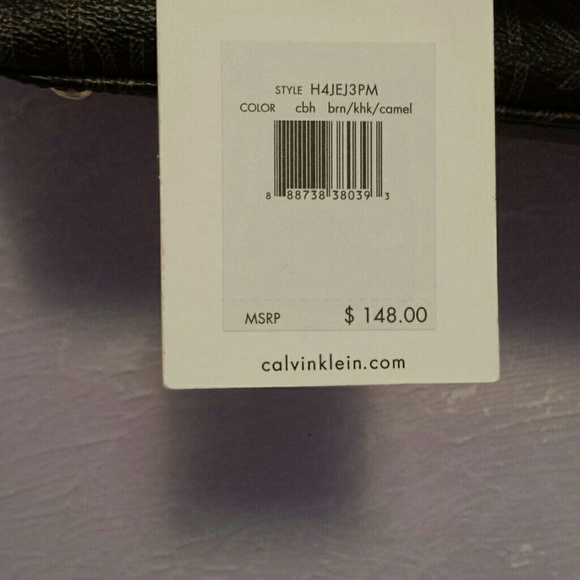 STYLE H4JEJ3PM
COLOR cbh brn/khk/camel
8 88738 38039 3
MSRP $ 148.00
calvinklein.com